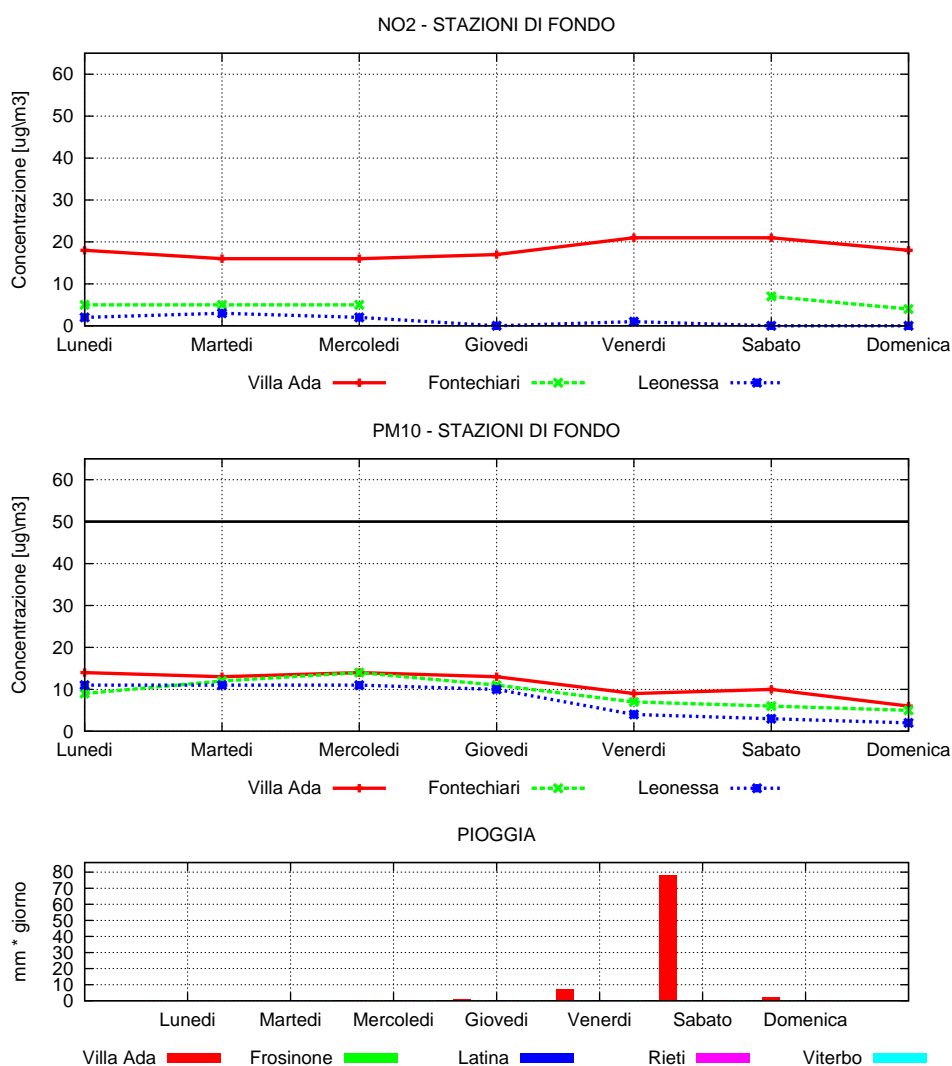 NO2 - STAZIONI DI FONDO
Concentrazione [ug\m3]
60
50
40
30
20
10
0
Lunedi Martedi Mercoledi Giovedi Venerdi Sabato Domenica
Villa Ada Fontechiari Leonessa
PM10 - STAZIONI DI FONDO
Concentrazione [ug\m3]
60
50
40
30
20
10
0
Lunedi Martedi Mercoledi Giovedi Venerdi Sabato Domenica
Villa Ada Fontechiari Leonessa
PIOGGIA
mm * giorno
80
70
60
50
40
30
20
10
0
Lunedi Martedi Mercoledi Giovedi Venerdi Sabato Domenica
Villa Ada Frosinone Latina Rieti Viterbo